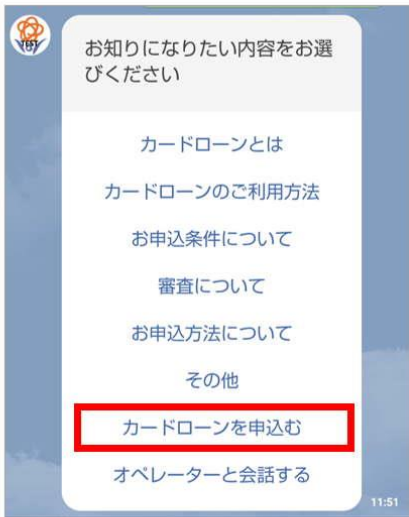 お知りになりたい内容をお選
びください
カードローンとは
カードローンのご利用方法
お申込条件について
審査について
お申込方法について
その他
カードローンを申込む
オペレーターと会話する
11:51